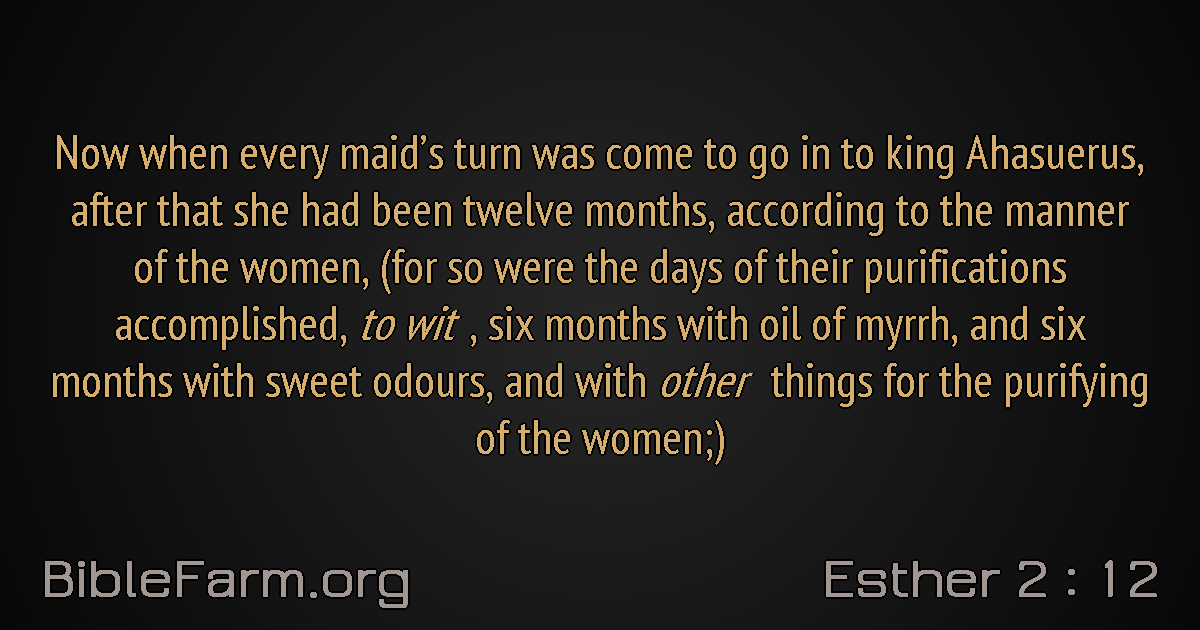 Now when every maid’s turn was come to go in to king Ahasuerus,
after that she had been twelve months, according to the manner
of the women, (for so were the days of their purifications
accomplished, to wit , six months with oil of myrrh, and six
months with sweet odours, and with other things for the purifying
of the women;)
BibleFarm.org
Esther 2 : 12